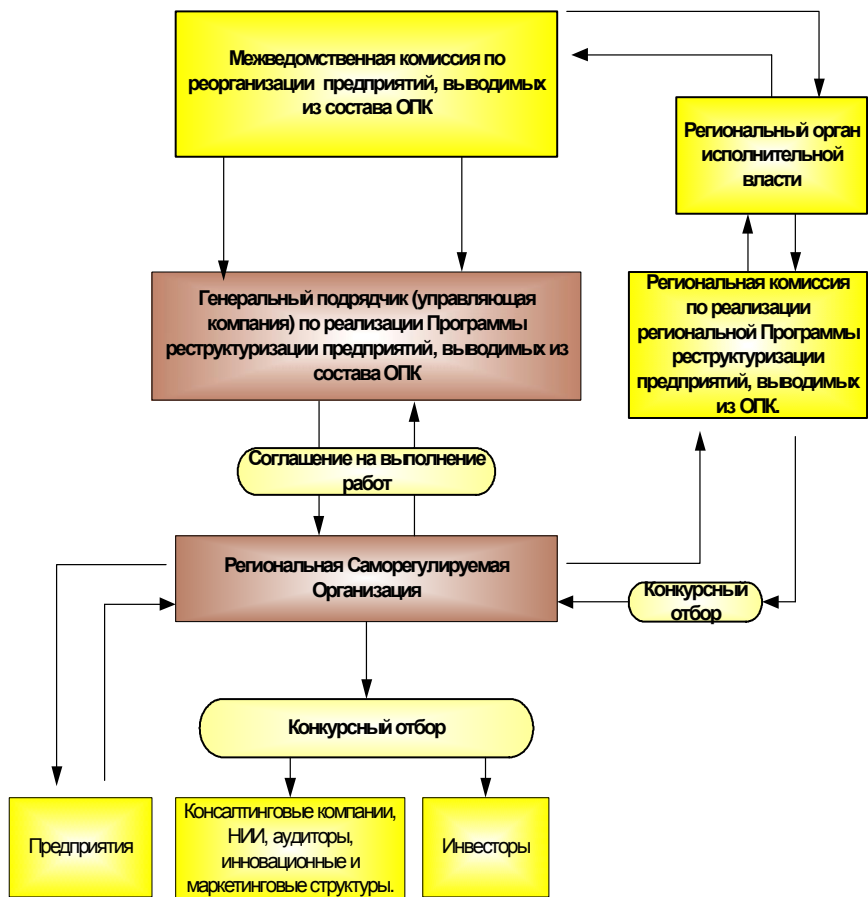 Межведомственная комиссия по
реорганизации предприятий, выводимых
из состава ОПК
Региональный орган
исполнительной
власти
Генеральный подрядчик (управляющая
компания) по реализации Программы
реструктуризации предприятий, выводимых из
состава ОПК
Региональная комиссия
по реализации
региональной Программы
реструктуризации
предприятий, выводимых
из ОПК.
Соглашение на выполнение
работ
Региональная Саморегулируемая
Организация
Конкурсный
отбор
Конкурсный отбор
Предприятия
Консалтинговые компании,
НИИ, аудиторы,
инновационные и
маркетинговые структуры.
Инвесторы